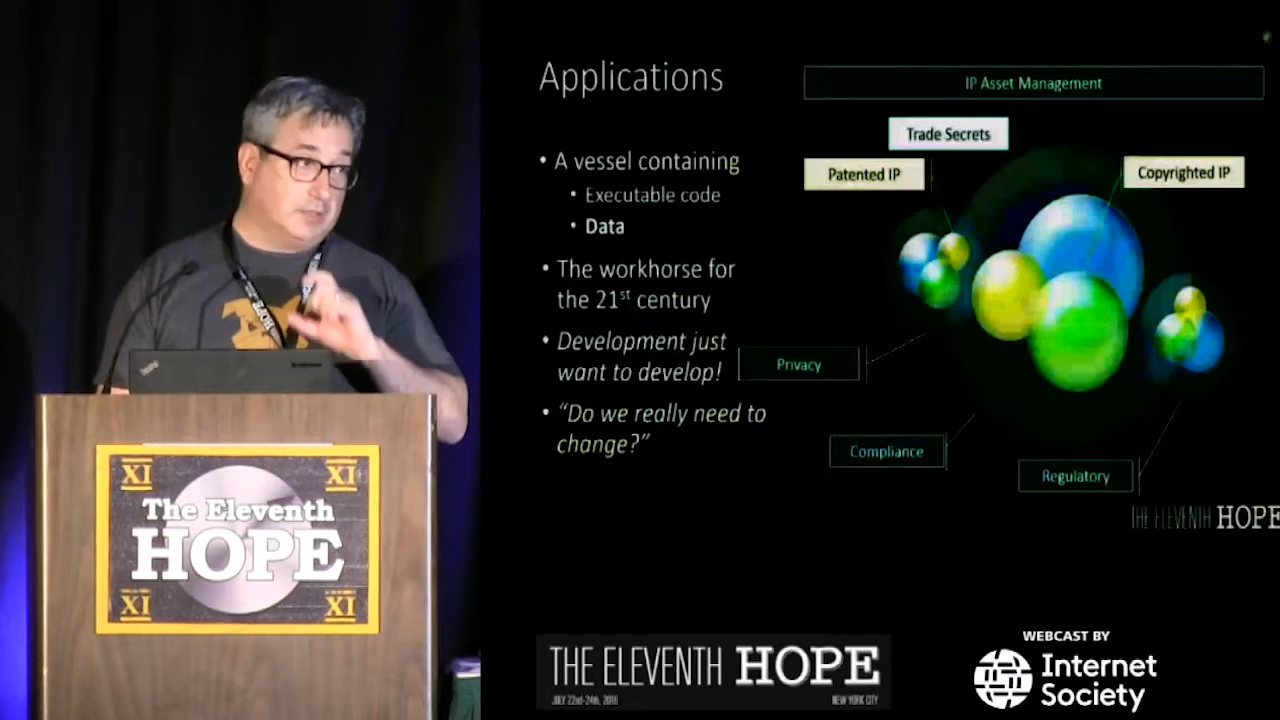 Applications
• A vessel containing
• Executable code
• Data
• The workhorse for
the 21st century
• Development just
want to develop!
• “Do we really need to
change?”
IP Asset Management
Trade Secrets
Patented IP
Copyrighted IP
Privacy
Compliance
Regulatory
THE ELEVENTH HOPE
HOPE
XI XI
The Eleventh
HOPE
XI XI
THE ELEVENTH HOPE
JULY 22nd-24th, 2016 NEW YORK CITY
WEBCAST BY
Internet
Society